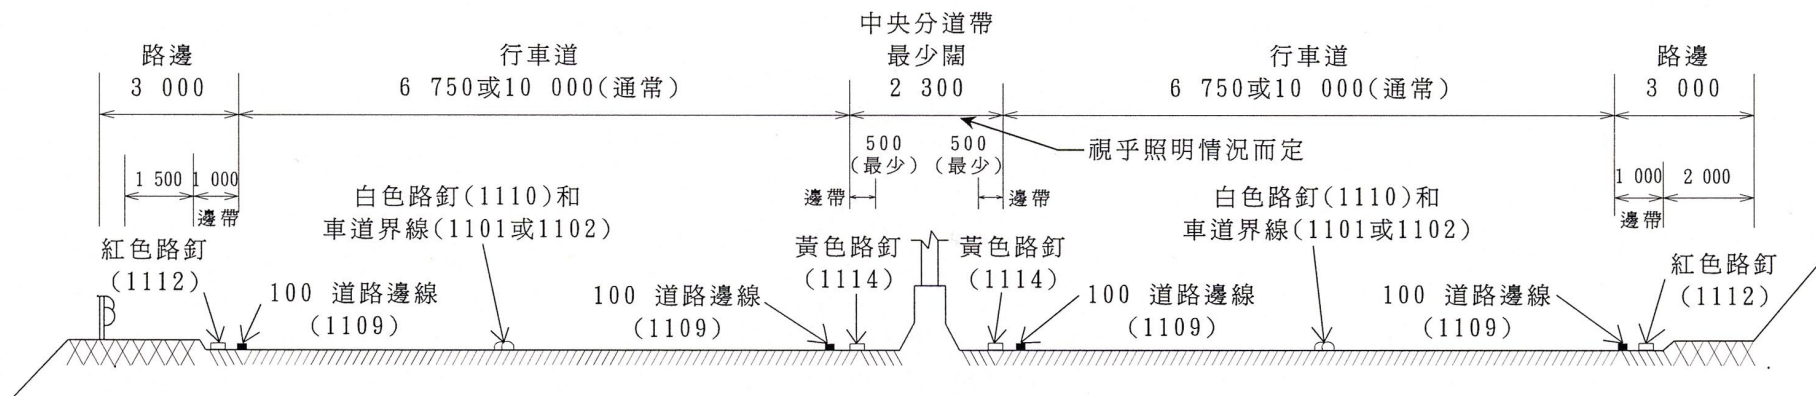 中央分道帶
路邊 行車道 最少闊 行車道 路邊
3 000 6 750或10 000(通常) 2 300 6 750或10 000(通常) 3 000
500 500 視乎照明情況而定
(最少) (最少)
1 500 1 000 白色路釘(1110)和 白色路釘(1110)和 1 000 2 000
邊帶 車道界線(1101或1102) 邊帶 邊帶 車道界線(1101或1102) 邊帶
紅色路釘 黃色路釘 黃色路釘 紅色路釘
(1112) (1114) (1114) (1112)
100 道路邊線 100 道路邊線 100 道路邊線 100 道路邊線
(1109) (1109) (1109) (1109)